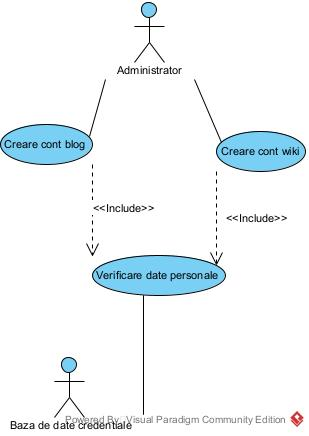 Administrator
Creare cont blog
Creare cont wiki
<<Include>>
<<Include>>
Verificare date personale
Powered By: Visual Paradigm Community Edition
Baza de date credentiale